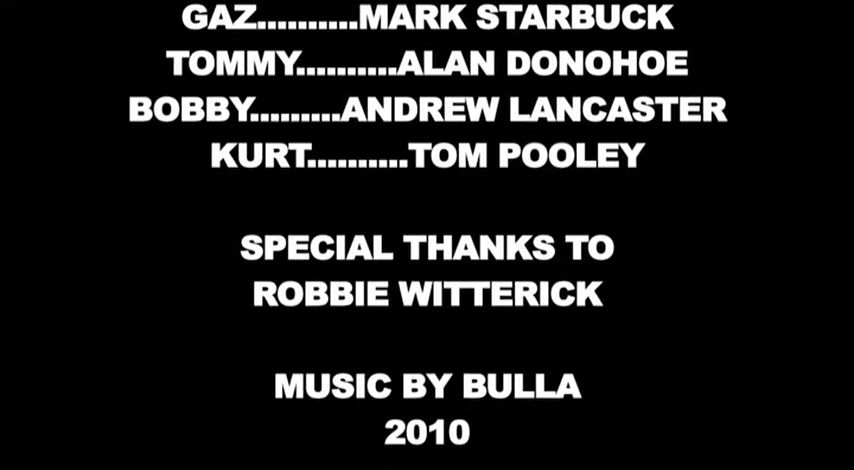 GAZ..........MARK STARBUCK
TOMMY..........ALAN DONOHOE
BOBBY.........ANDREW LANCASTER
KURT..........TOM POOLEY
SPECIAL THANKS TO
ROBBIE WITTERICK
MUSIC BY BULLA
2010